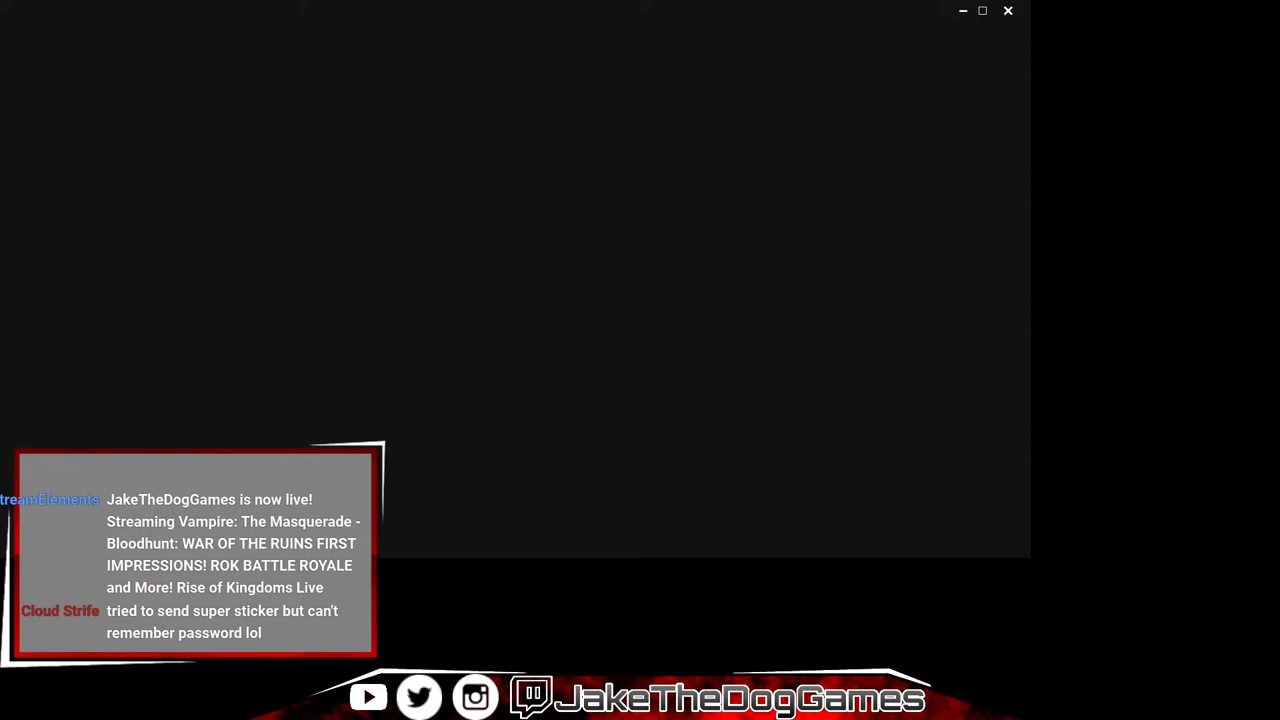 treamElements JakeTheDogGames is now live!
Streaming Vampire: The Masquerade -
Bloodhunt: WAR OF THE RUINS FIRST
IMPRESSIONS! ROK BATTLE ROYALE
and More! Rise of Kingdoms Live
Cloud Strife tried to send super sticker but can't
remember password lol
JakeTheDogGames